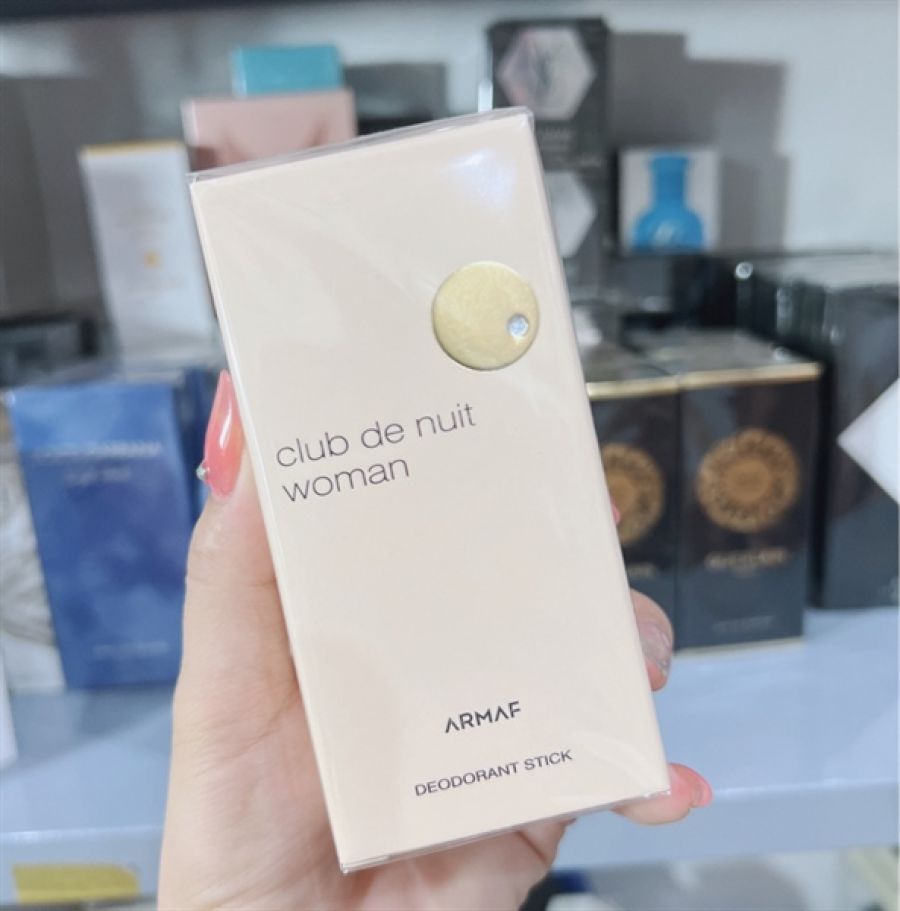 club de nuit
woman
ARMAF
DEODORANT STICK